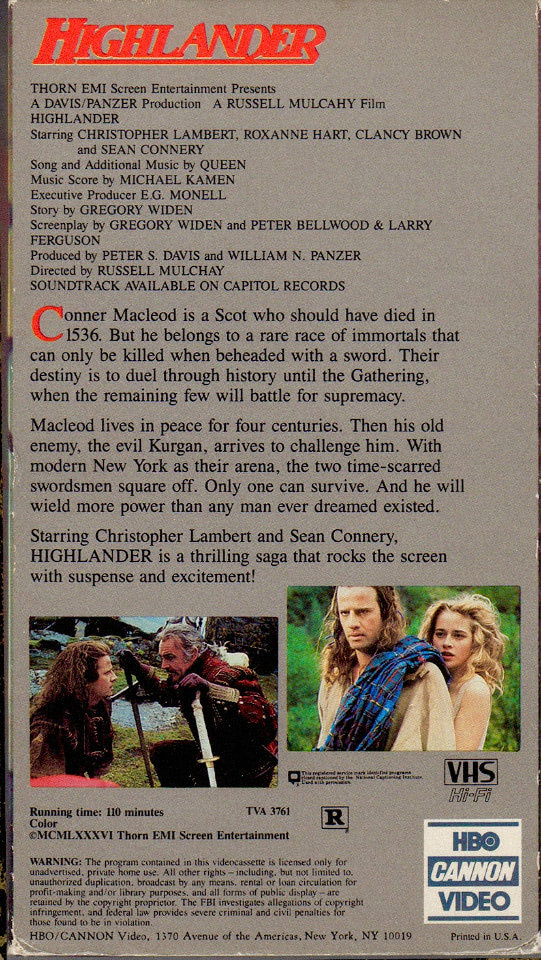 HIGHLANDER
THORN EMI Screen Entertainment Presents
A DAVIS/PANZER Production A RUSSELL MULCAHY Film
HIGHLANDER
Starring CHRISTOPHER LAMBERT, ROXANNE HART, CLANCY BROWN
and SEAN CONNERY
Song and Additional Music by QUEEN
Music Score by MICHAEL KAMEN
Executive Producer E.G. MONELL
Story by GREGORY WIDEN
Screenplay by GREGORY WIDEN and PETER BELLWOOD & LARRY
FERGUSON
Produced by PETER S. DAVIS and WILLIAM N. PANZER
Directed by RUSSELL MULCHAY
SOUNDTRACK AVAILABLE ON CAPITOL RECORDS
Conner Macleod is a Scot who should have died in
1536. But he belongs to a rare race of immortals that
can only be killed when beheaded with a sword. Their
destiny is to duel through history until the Gathering,
when the remaining few will battle for supremacy.
Macleod lives in peace for four centuries. Then his old
enemy, the evil Kurgan, arrives to challenge him. With
modern New York as their arena, the two time-scarred
swordsmen square off. Only one can survive. And he will
wield more power than any man ever dreamed existed.
Starring Christopher Lambert and Sean Connery,
HIGHLANDER is a thrilling saga that rocks the screen
with suspense and excitement!
This registered service mark identifies programs
closed captioned by the National Captioning Institute.
Used with permission.
VHS
Hi-Fi
Running time: 110 minutes
TVA 3761
R
Color
©MCMLXXXVI Thorn EMI Screen Entertainment
WARNING: The program contained in this videocassette is licensed only for
unadvertised, private home use. All other rights – including, but not limited to,
unauthorized duplication, broadcast by any means, rental or loan circulation for
profit-making and/or library purposes, and all forms of public display – are
retained by the copyright proprietor. The FBI investigates allegations of copyright
infringement, and federal law provides severe criminal and civil penalties for
those found to be in violation.
HBO
CANNON
VIDEO
HBO/CANNON Video, 1370 Avenue of the Americas, New York, NY 10019
Printed in U.S.A.